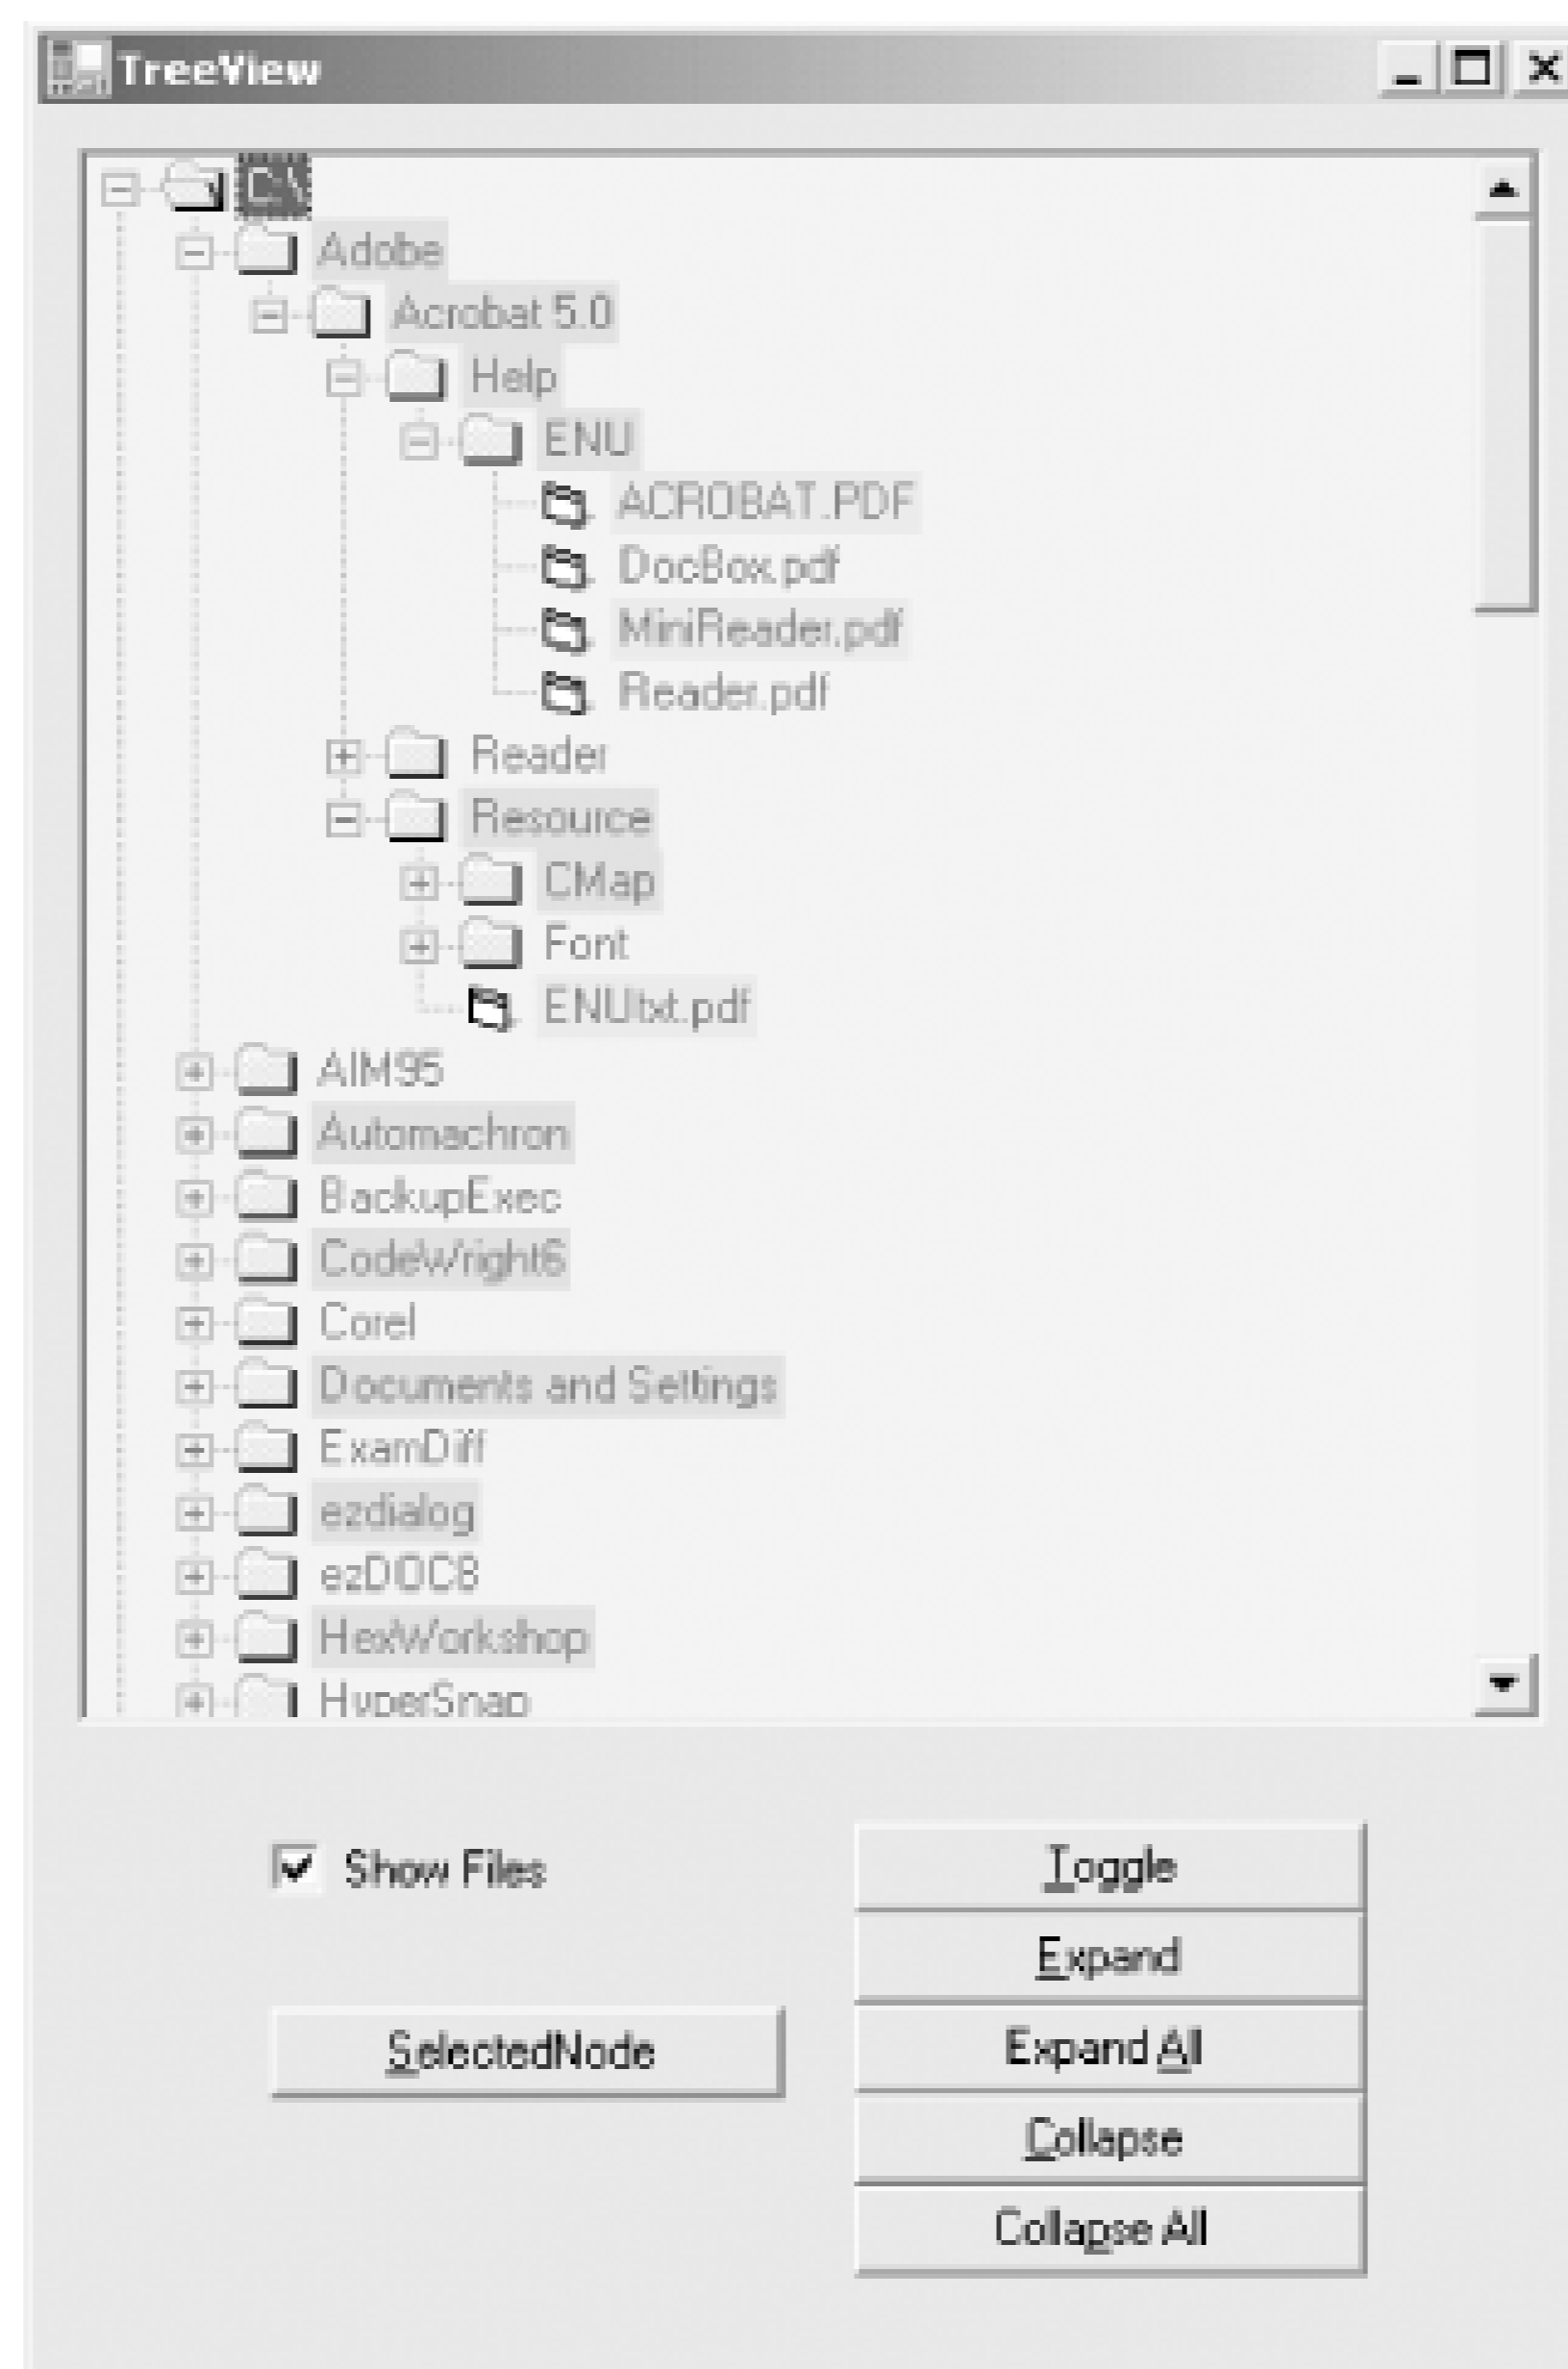 TreeView
C:\
Adobe
Acrobat 5.0
Help
ENU
ACROBAT.PDF
DocBox.pdf
MiniReader.pdf
Reader.pdf
Reader
Resource
CMap
Font
ENUtxt.pdf
AIM95
Automachron
BackupExec
CodeWright6
Corel
Documents and Settings
ExamDiff
ezdialog
ezDOC8
HexWorkshop
HyperSnap
Show Files
Toggle
Expand
SelectedNode
Expand All
Collapse
Collapse All